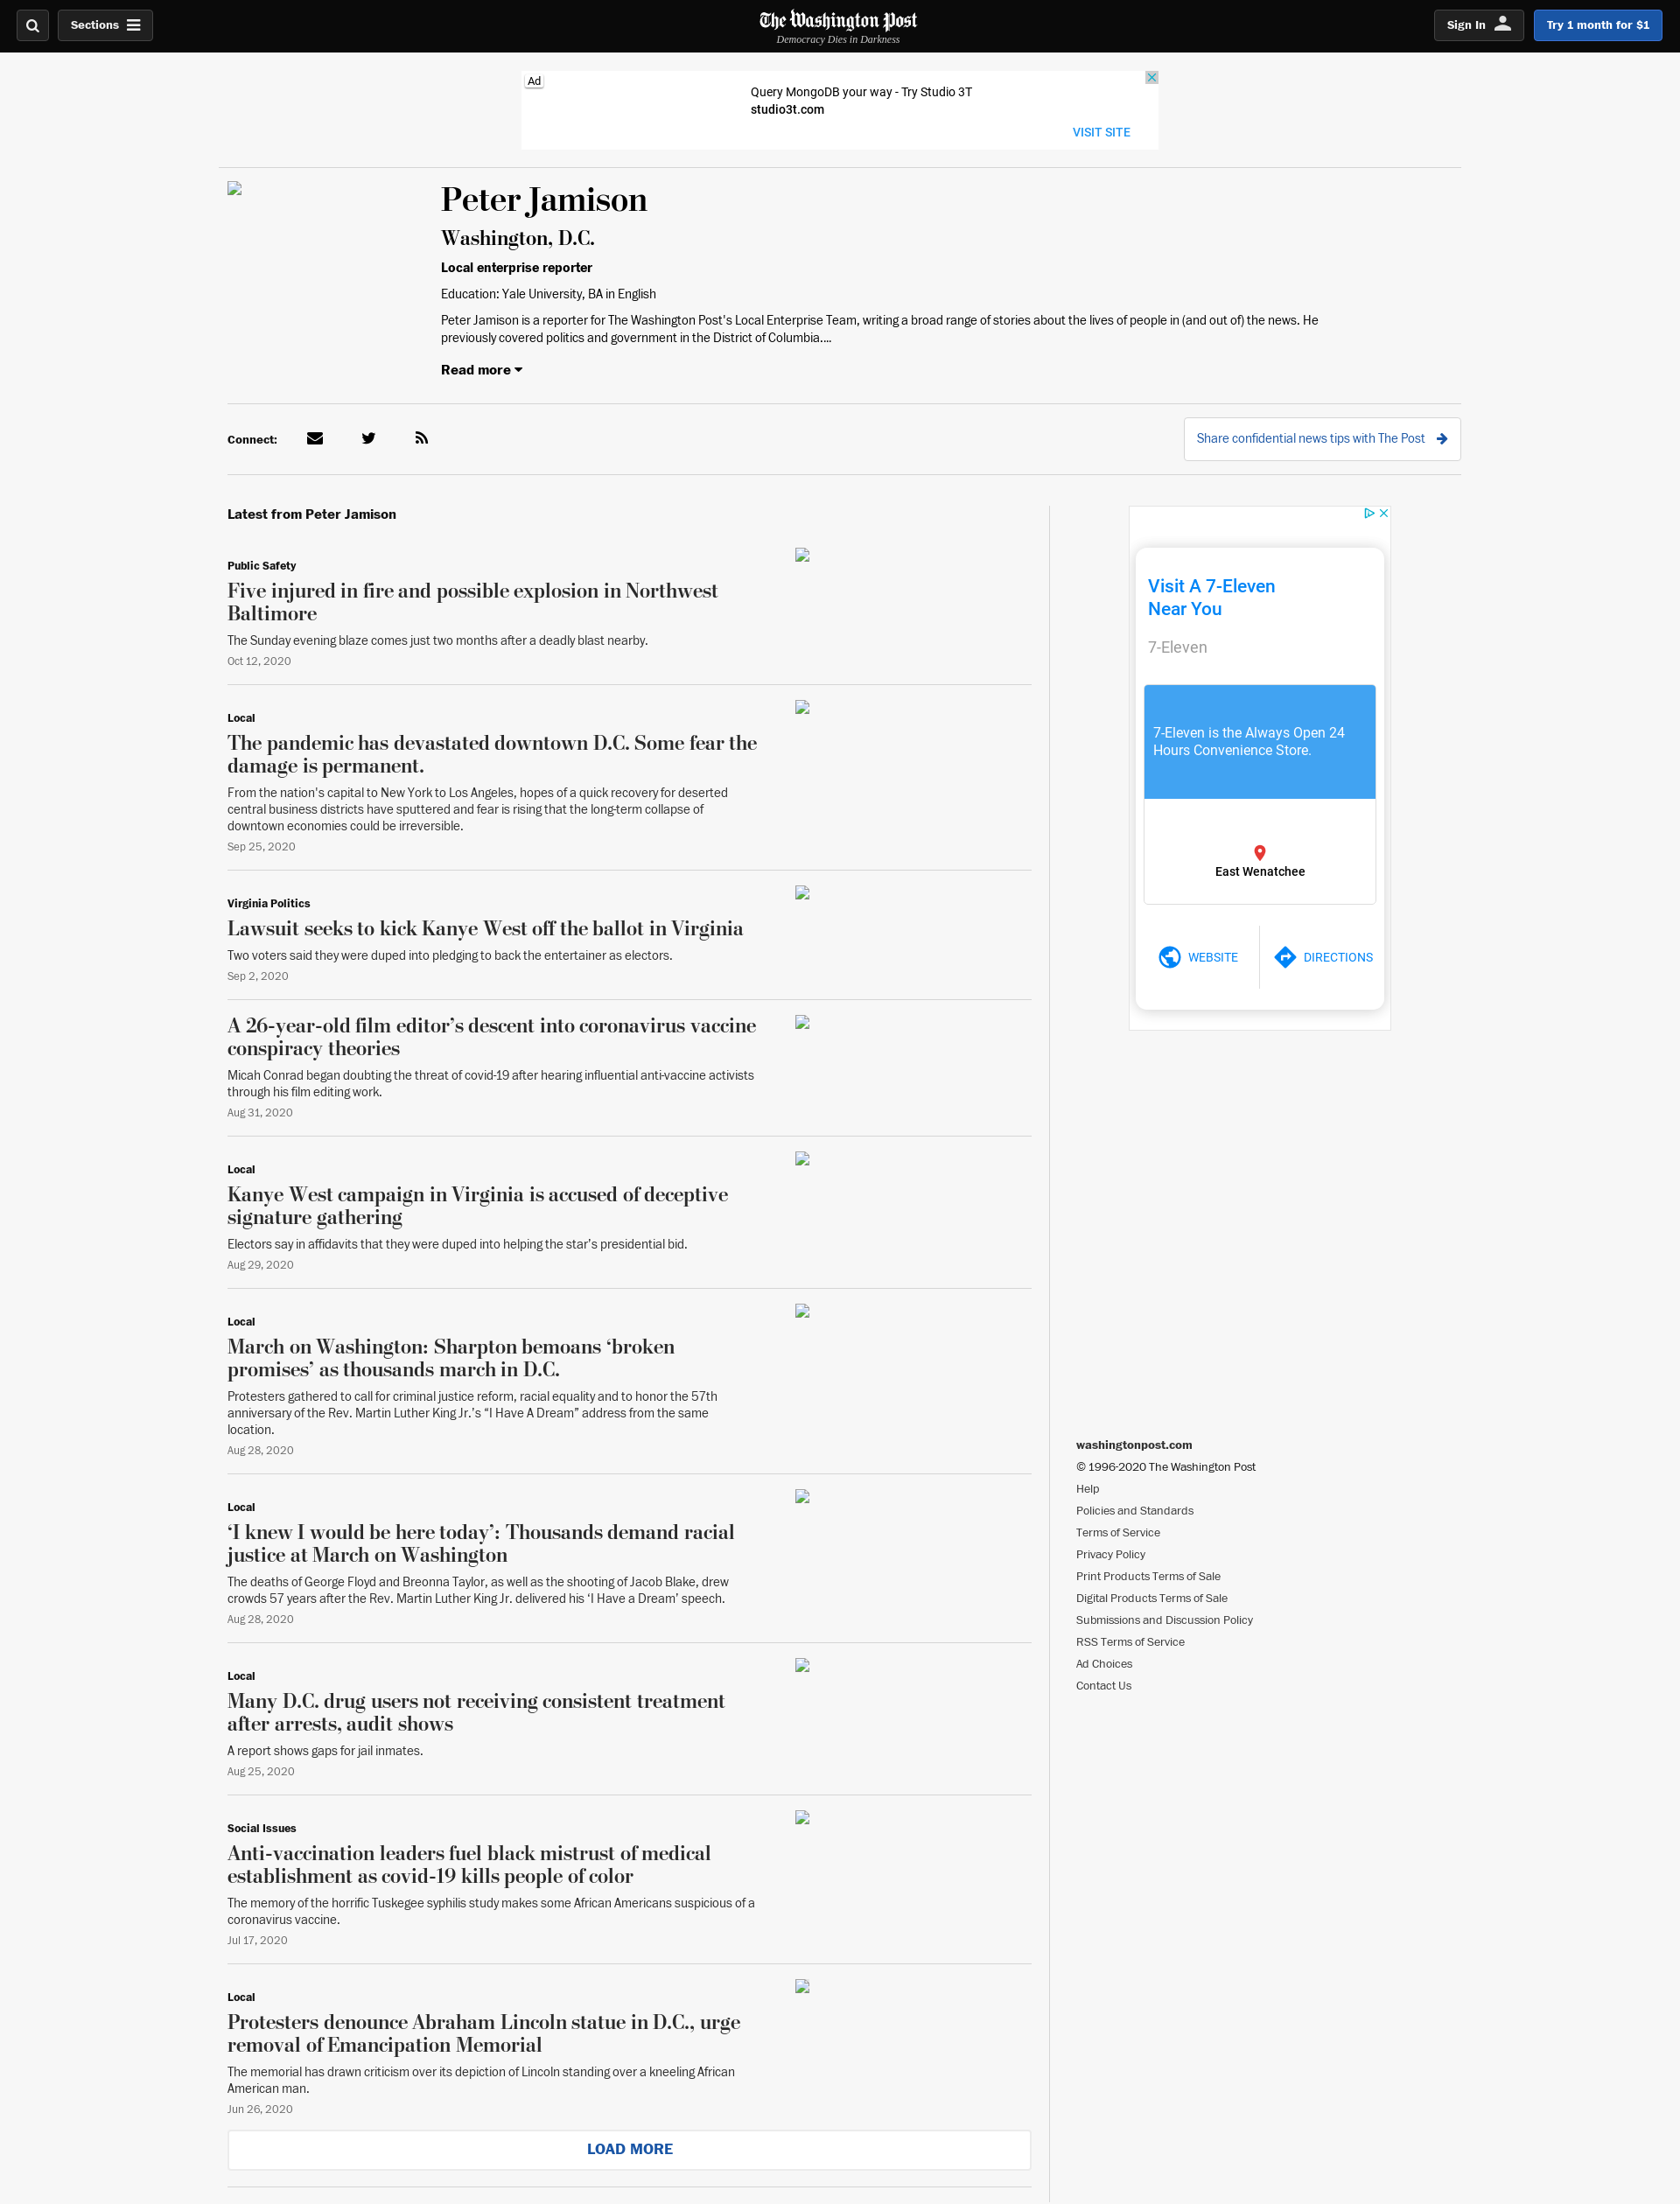 Sections
The Washington Post
Democracy Dies in Darkness
Sign In
Try 1 month for $1
Ad
Query MongoDB your way - Try Studio 3T
studio3t.com
VISIT SITE
Peter Jamison
Washington, D.C.
Local enterprise reporter
Education: Yale University, BA in English
Peter Jamison is a reporter for The Washington Post's Local Enterprise Team, writing a broad range of stories about the lives of people in (and out of) the news. He
previously covered politics and government in the District of Columbia....
Read more
Connect:
Share confidential news tips with The Post
Latest from Peter Jamison
Public Safety
Five injured in fire and possible explosion in Northwest
Baltimore
The Sunday evening blaze comes just two months after a deadly blast nearby.
Oct 12, 2020
Local
The pandemic has devastated downtown D.C. Some fear the
damage is permanent.
From the nation's capital to New York to Los Angeles, hopes of a quick recovery for deserted
central business districts have sputtered and fear is rising that the long-term collapse of
downtown economies could be irreversible.
Sep 25, 2020
Virginia Politics
Lawsuit seeks to kick Kanye West off the ballot in Virginia
Two voters said they were duped into pledging to back the entertainer as electors.
Sep 2, 2020
A 26-year-old film editor’s descent into coronavirus vaccine
conspiracy theories
Micah Conrad began doubting the threat of covid-19 after hearing influential anti-vaccine activists
through his film editing work.
Aug 31, 2020
Local
Kanye West campaign in Virginia is accused of deceptive
signature gathering
Electors say in affidavits that they were duped into helping the star’s presidential bid.
Aug 29, 2020
Local
March on Washington: Sharpton bemoans ‘broken
promises’ as thousands march in D.C.
Protesters gathered to call for criminal justice reform, racial equality and to honor the 57th
anniversary of the Rev. Martin Luther King Jr.’s “I Have A Dream” address from the same
location.
Aug 28, 2020
Local
‘I knew I would be here today’: Thousands demand racial
justice at March on Washington
The deaths of George Floyd and Breonna Taylor, as well as the shooting of Jacob Blake, drew
crowds 57 years after the Rev. Martin Luther King Jr. delivered his ‘I Have a Dream’ speech.
Aug 28, 2020
Local
Many D.C. drug users not receiving consistent treatment
after arrests, audit shows
A report shows gaps for jail inmates.
Aug 25, 2020
Social Issues
Anti-vaccination leaders fuel black mistrust of medical
establishment as covid-19 kills people of color
The memory of the horrific Tuskegee syphilis study makes some African Americans suspicious of a
coronavirus vaccine.
Jul 17, 2020
Local
Protesters denounce Abraham Lincoln statue in D.C., urge
removal of Emancipation Memorial
The memorial has drawn criticism over its depiction of Lincoln standing over a kneeling African
American man.
Jun 26, 2020
LOAD MORE
Visit A 7-Eleven
Near You
7-Eleven
7-Eleven is the Always Open 24
Hours Convenience Store.
East Wenatchee
WEBSITE
DIRECTIONS
washingtonpost.com
© 1996-2020 The Washington Post
Help
Policies and Standards
Terms of Service
Privacy Policy
Print Products Terms of Sale
Digital Products Terms of Sale
Submissions and Discussion Policy
RSS Terms of Service
Ad Choices
Contact Us